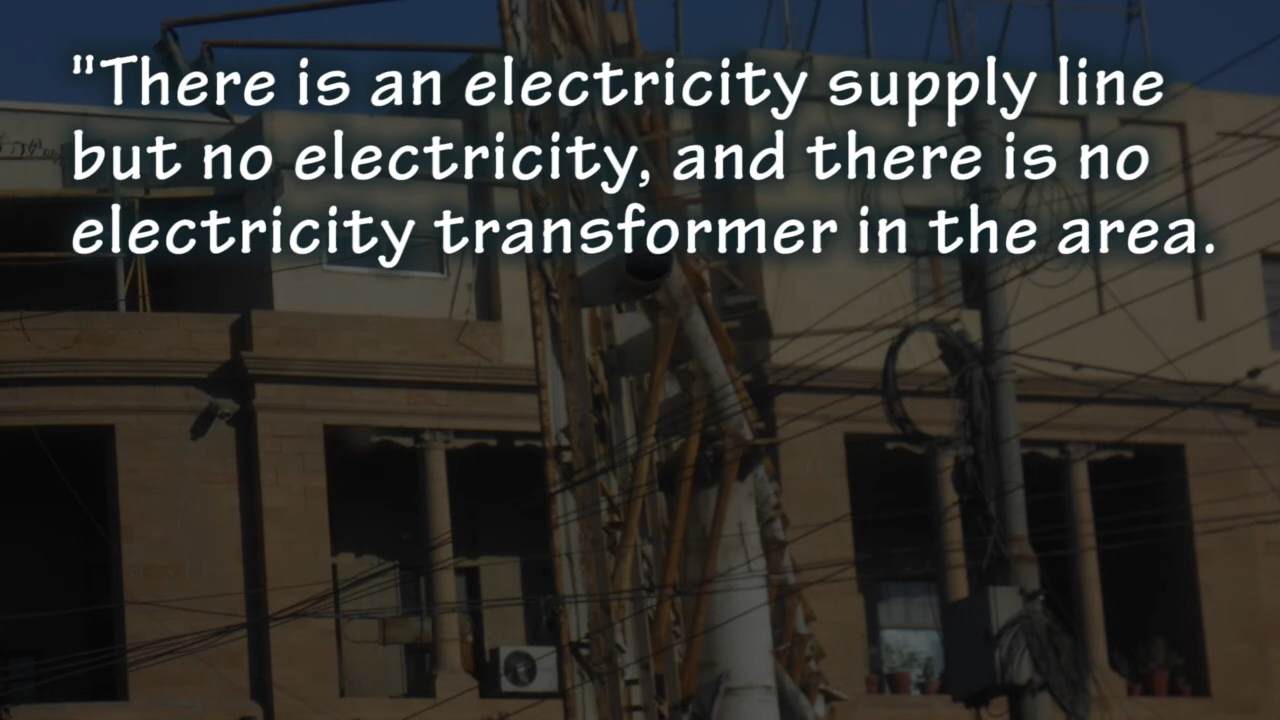 "There is an electricity supply line
but no electricity, and there is no
electricity transformer in the area.